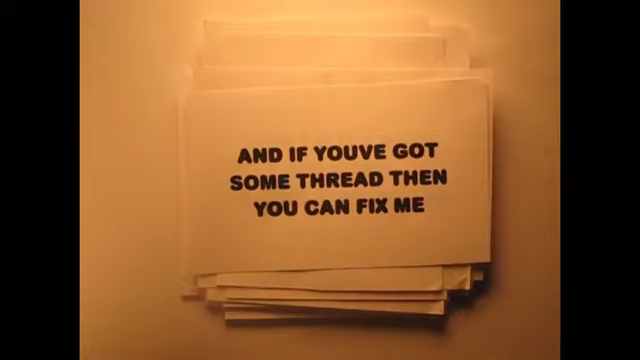 AND IF YOUVE GOT
SOME THREAD THEN
YOU CAN FIX ME